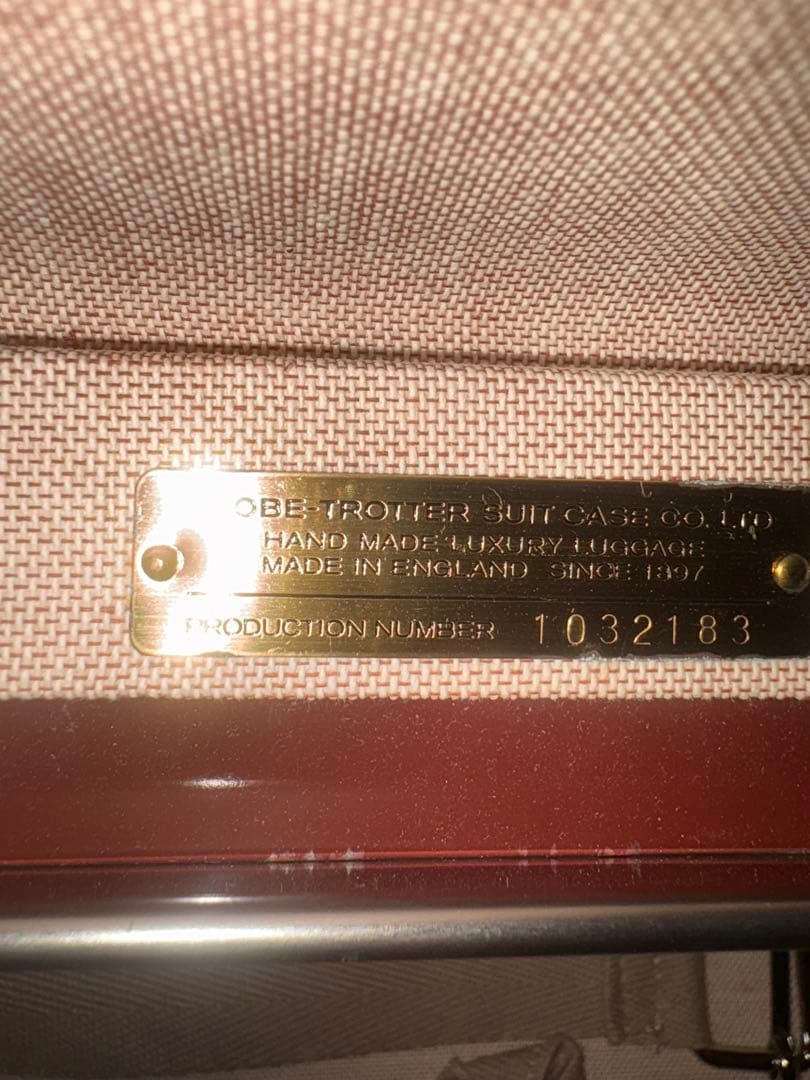 OBE-TROTTER SUIT CASE CO. LTD
HAND MADE LUXURY LUGGAGE
MADE IN ENGLAND SINCE 1897
PRODUCTION NUMBER 1032183